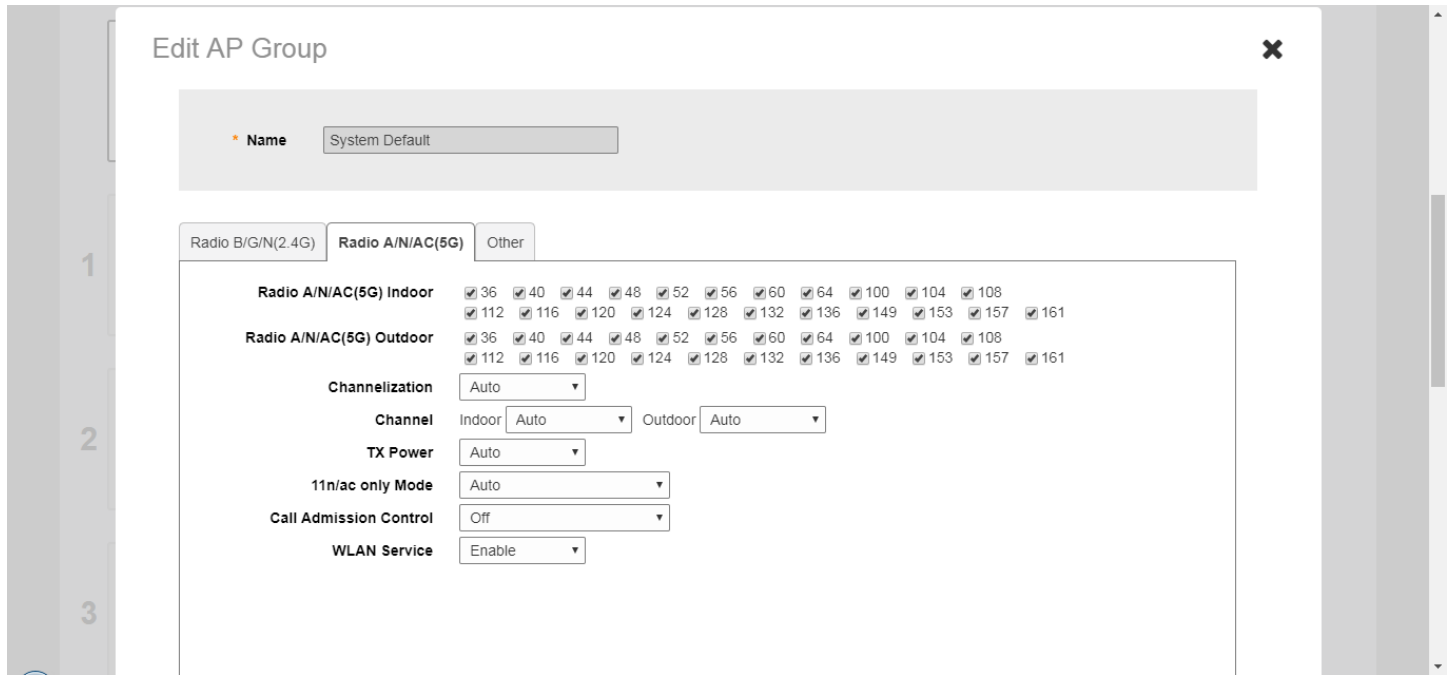 Edit AP Group
* Name System Default
Radio B/G/N(2.4G) Radio A/N/AC(5G) Other
Radio A/N/AC(5G) Indoor 36 40 44 48 52 56 60 64 100 104 108
112 116 120 124 128 132 136 149 153 157 161
Radio A/N/AC(5G) Outdoor 36 40 44 48 52 56 60 64 100 104 108
112 116 120 124 128 132 136 149 153 157 161
Channelization Auto
Channel Indoor Auto Outdoor Auto
TX Power Auto
11n/ac only Mode Auto
Call Admission Control Off
WLAN Service Enable
1
2
3